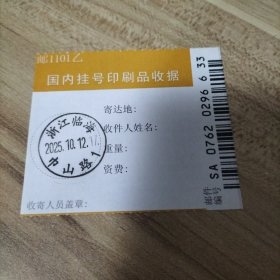 邮1101乙
国内挂号印刷品收据
寄达地:
收件人姓名:
重量:
资费:
收寄人员盖章:
浙江临海
2025.10.12.
中山路1
邮件编号
SA 0762 0296 6 33